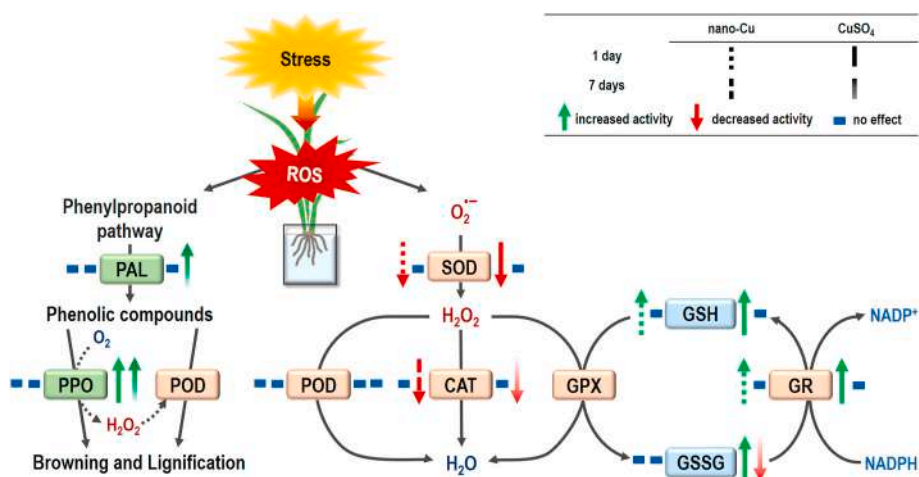 nano-Cu CuSO₄
1 day
7 days
increased activity decreased activity no effect
Stress
ROS
Phenylpropanoid
pathway
O₂•−
PAL
SOD
Phenolic compounds
H₂O₂
GSH
NADP⁺
O₂
PPO
POD
POD
CAT
GPX
GR
H₂O₂
Browning and Lignification
H₂O
GSSG
NADPH